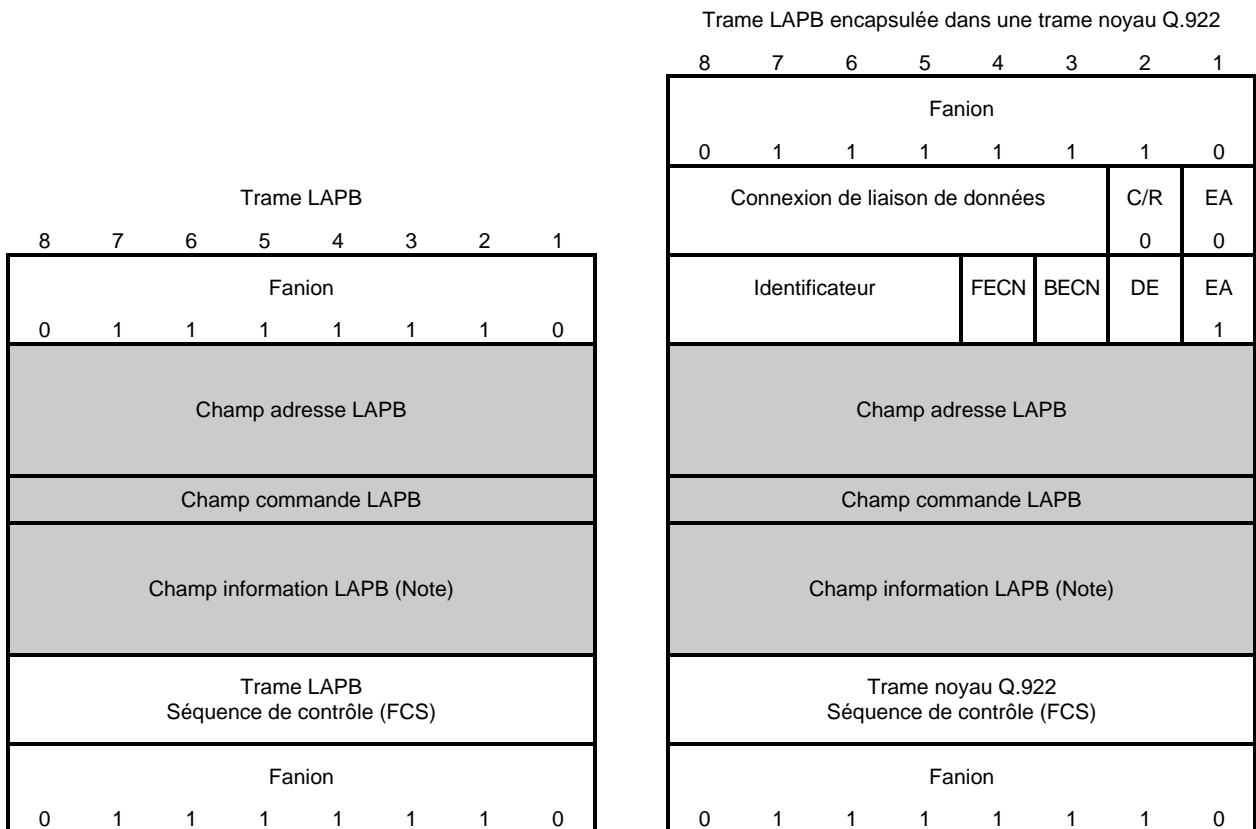 Trame LAPB
8 7 6 5 4 3 2 1
Fanion
0 1 1 1 1 1 1 0
Champ adresse LAPB
Champ commande LAPB
Champ information LAPB (Note)
Trame LAPB
Séquence de contrôle (FCS)
Fanion
0 1 1 1 1 1 1 0
Trame LAPB encapsulée dans une trame noyau Q.922
8 7 6 5 4 3 2 1
Fanion
0 1 1 1 1 1 1 0
Connexion de liaison de données C/R EA
0 0
Identificateur FECN BECN DE EA
1
Champ adresse LAPB
Champ commande LAPB
Champ information LAPB (Note)
Trame noyau Q.922
Séquence de contrôle (FCS)
Fanion
0 1 1 1 1 1 1 0